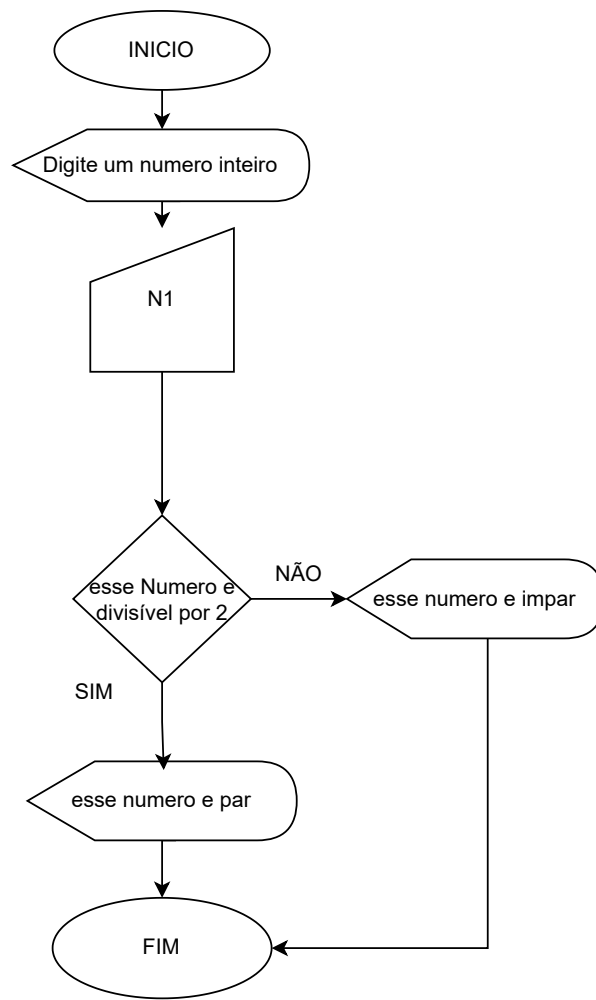 INICIO
Digite um numero inteiro
N1
esse Numero e
divisível por 2
NÃO
esse numero e impar
SIM
esse numero e par
FIM